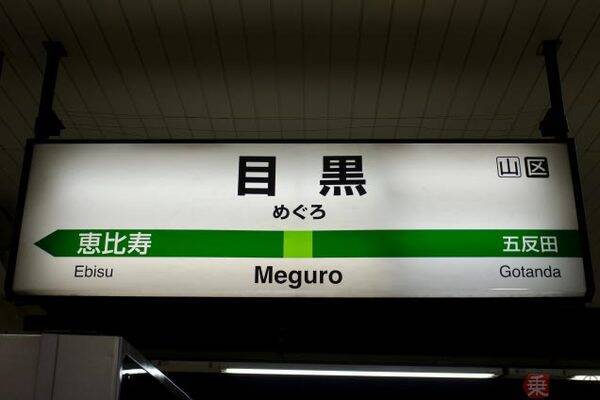 目黒
山区
めぐろ
恵比寿
五反田
Ebisu
Meguro
Gotanda
乗